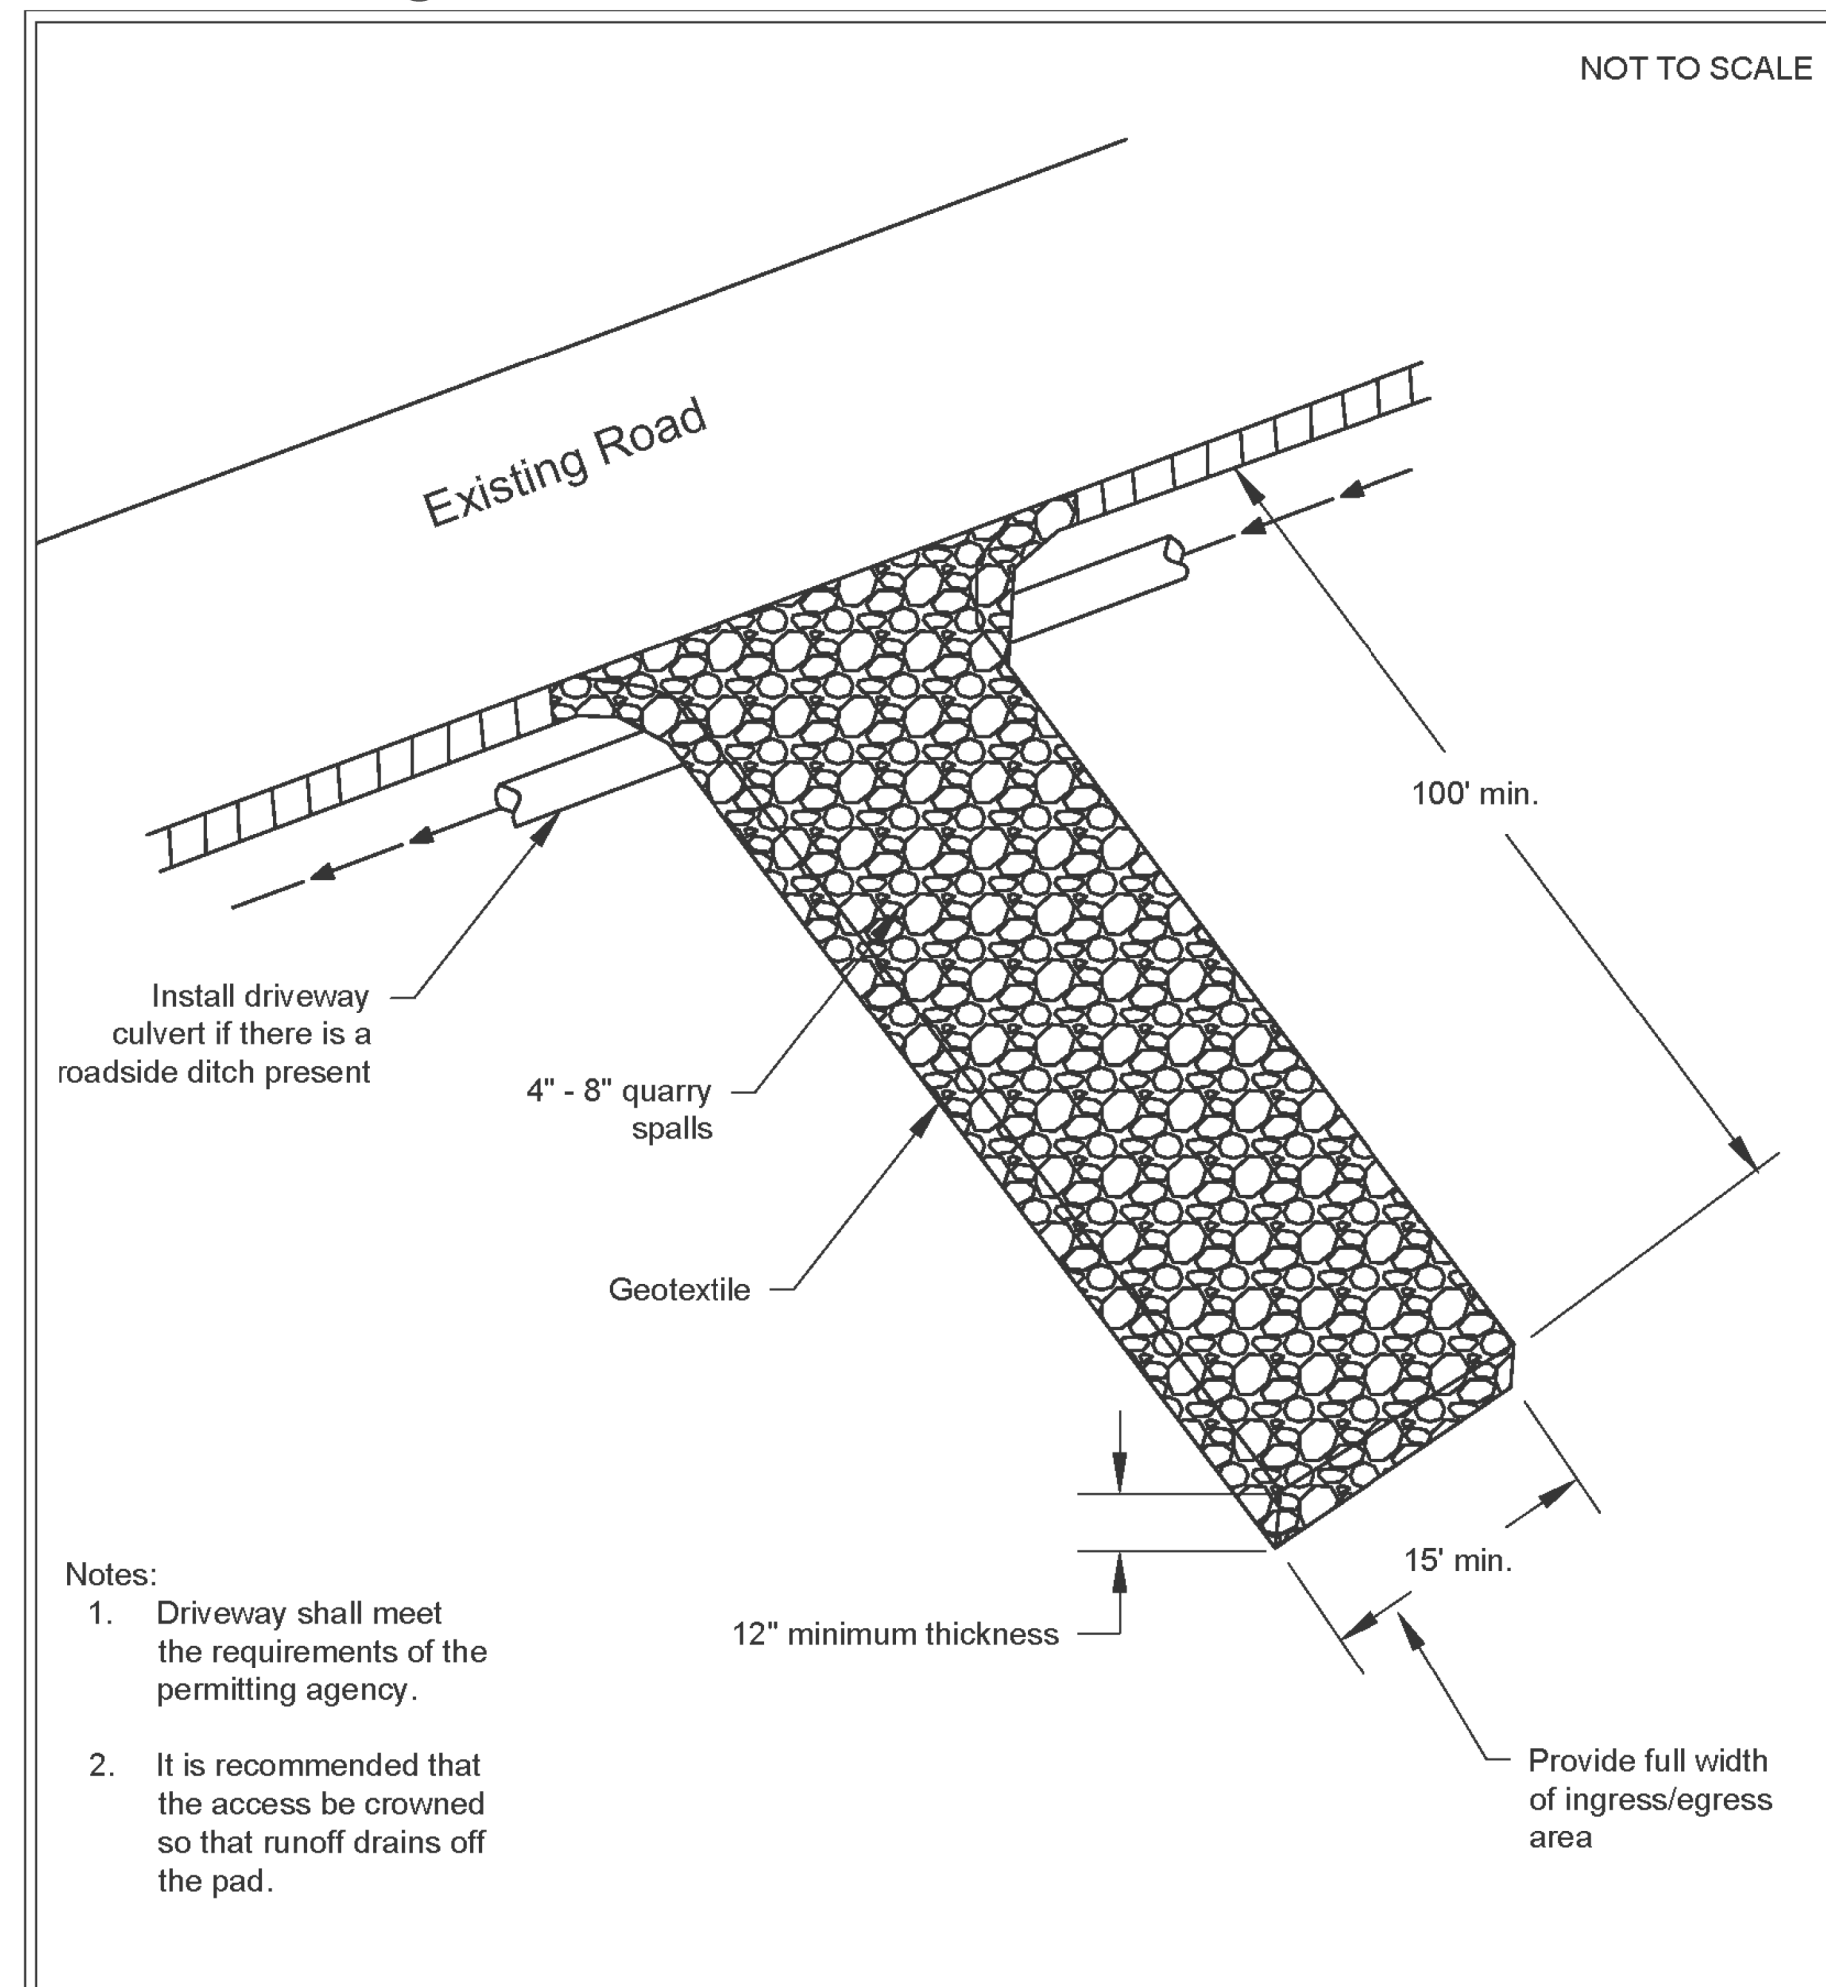 NOT TO SCALE
Existing Road
100' min.
Install driveway
culvert if there is a
roadside ditch present
4" - 8" quarry
spalls
Geotextile
15' min.
12" minimum thickness
Provide full width
of ingress/egress
area
Notes:
1. Driveway shall meet
the requirements of the
permitting agency.
2. It is recommended that
the access be crowned
so that runoff drains off
the pad.